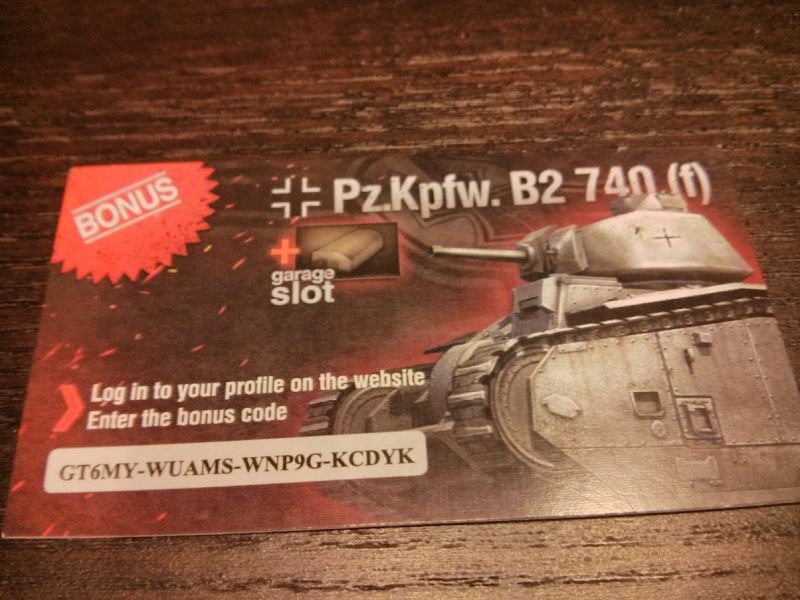 BONUS
Pz.Kpfw. B2 740 (f)
+
garage
slot
Log in to your profile on the website
Enter the bonus code
GT6MY-WUAMS-WNP9G-KCDYK